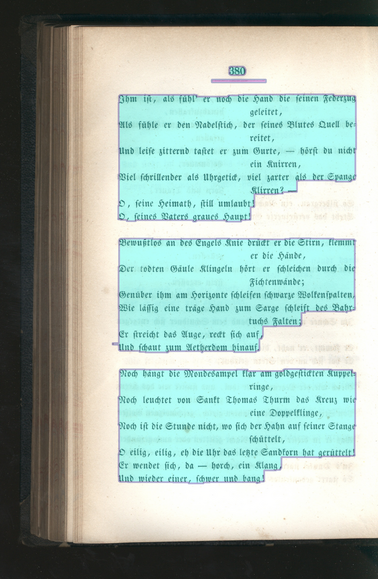 380
Ihm ist, als fühl' er noch die Hand die seinen Federzug
geleitet,
Als fühle er den Nadelstich, der seines Blutes Quell be-
reitet,
Und leise zitternd tastet er zum Gurte, — hörst du nicht
ein Knirren,
Viel schrillender als Uhrgetick, viel zarter als der Spange
Klirren? —
O, seine Heimath, still umlaubt,
O, seines Vaters graues Haupt!
Bewußtlos an des Engels Knie drückt er die Stirn, klemmt
er die Hände,
Der todten Gäule Klingeln hört er schleichen durch die
Fichtenwände;
Genüber ihm am Horizonte schleifen schwarze Wolkenspalten,
Wie lässig eine träge Hand zum Sarge schleift des Bahr-
tuchs Falten;
Er streicht das Auge, reckt sich auf,
Und schaut zum Aetherdom hinauf.
Noch hängt die Mondesampel klar am goldgestickten Kuppel-
ringe,
Noch leuchtet von Sankt Thomas Thurm das Kreuz wie
eine Doppelklinge,
Noch ist die Stunde nicht, wo sich der Hahn auf seiner Stange
schüttelt,
O eilig, eilig, eh die Uhr das letzte Sandkorn hat gerüttelt!
Er wendet sich, da — horch, ein Klang,
Und wieder einer, schwer und bang!